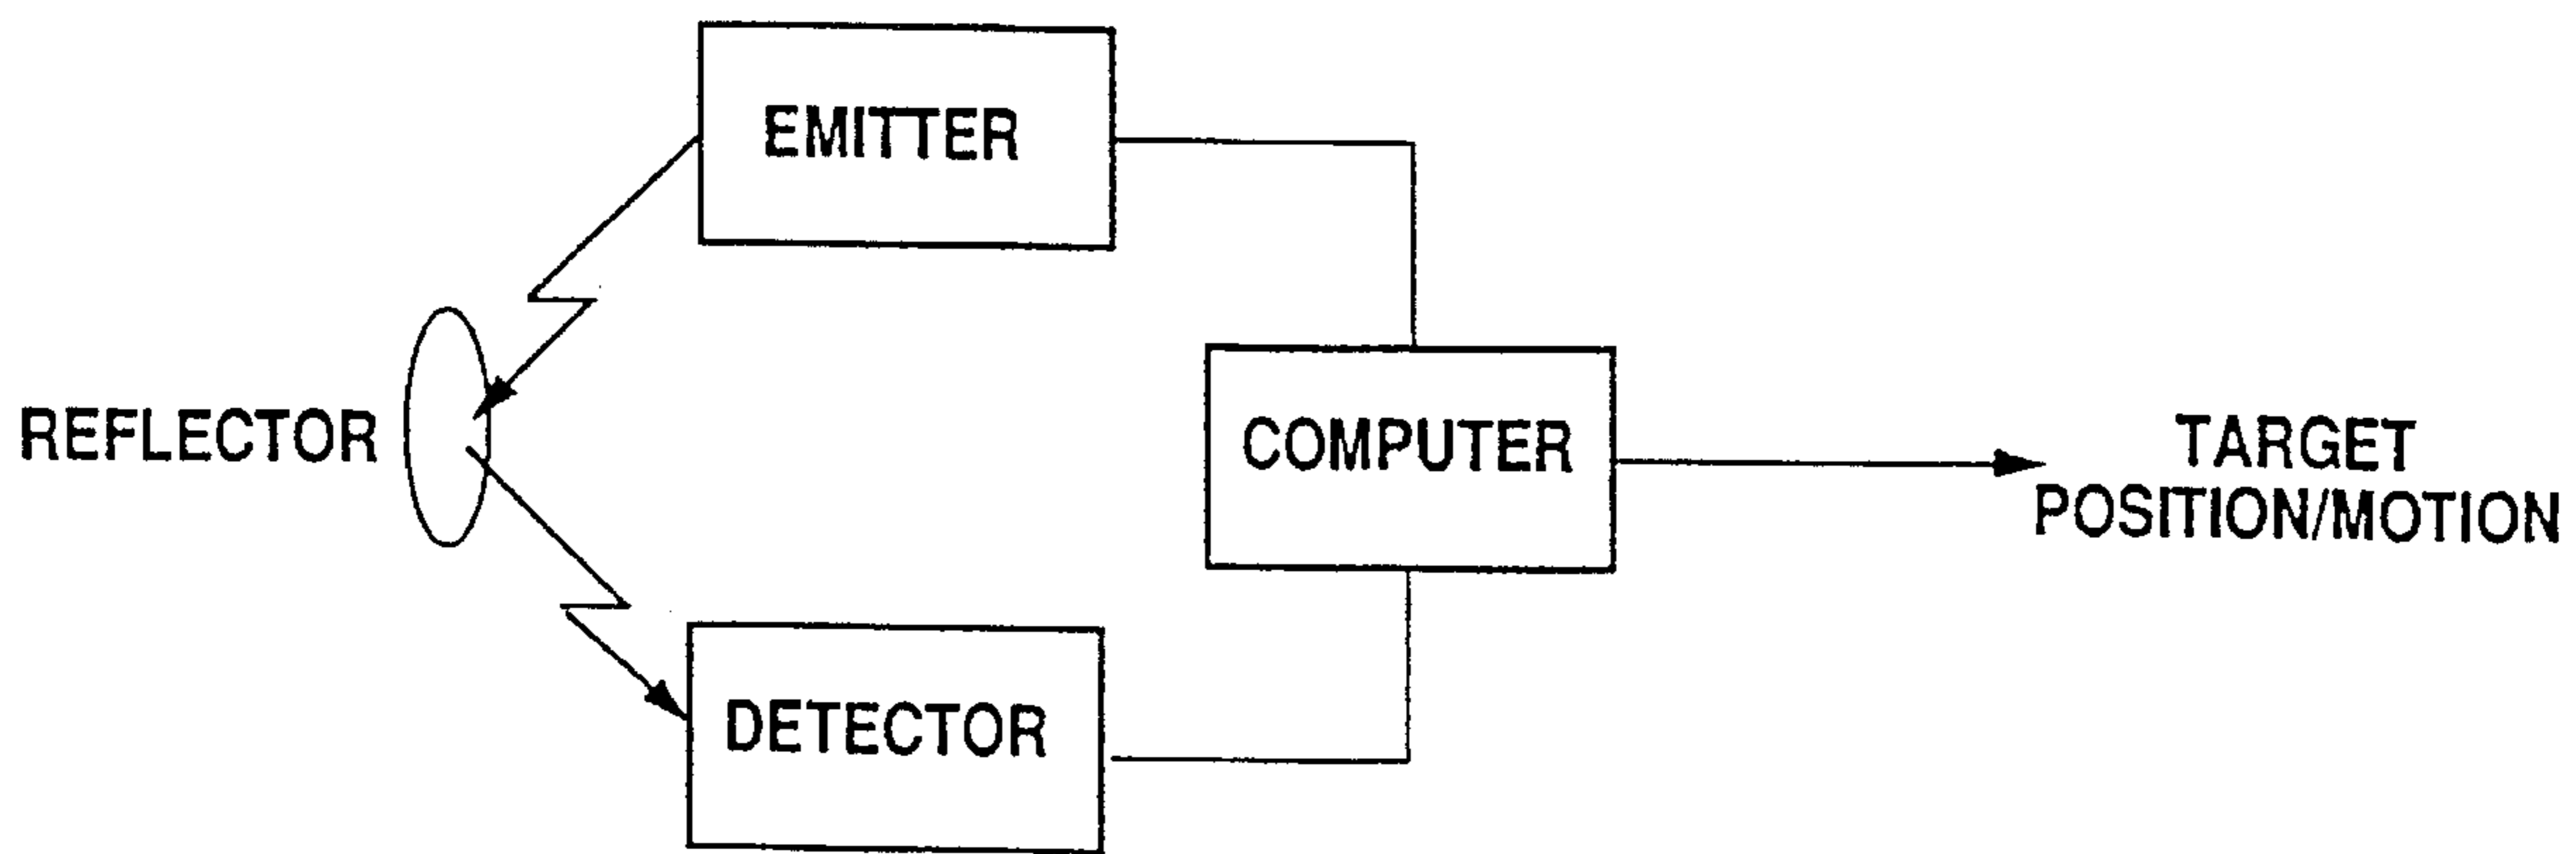 EMITTER
REFLECTOR
COMPUTER
TARGET
POSITION/MOTION
DETECTOR